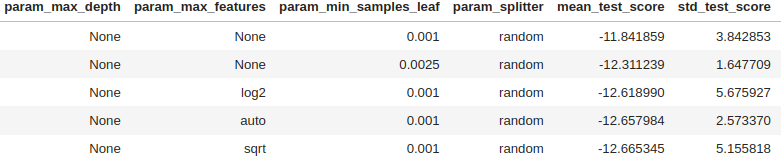 param_max_depth param_max_features param_min_samples_leaf param_splitter mean_test_score std_test_score
None None 0.001 random -11.841859 3.842853
None None 0.0025 random -12.311239 1.647709
None log2 0.001 random -12.618990 5.675927
None auto 0.001 random -12.657984 2.573370
None sqrt 0.001 random -12.665345 5.155818